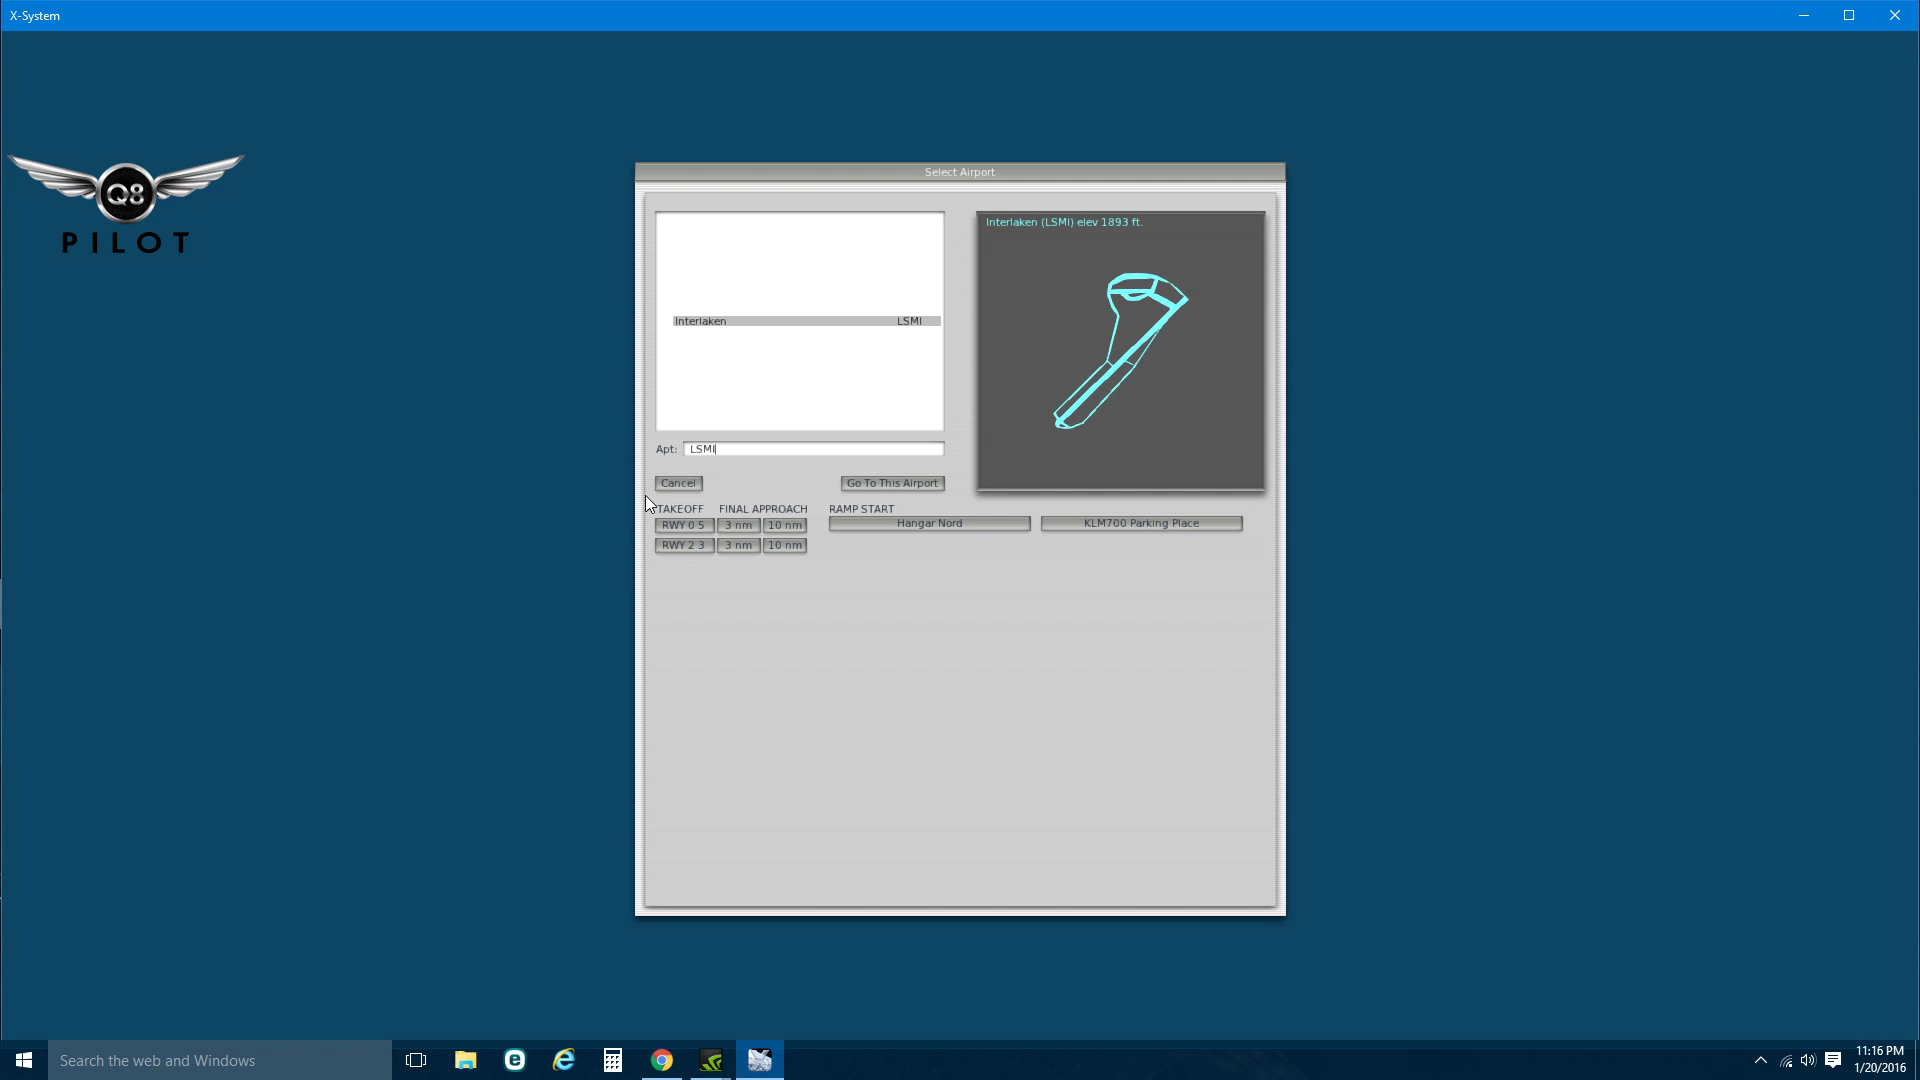 X-System
Q8
PILOT
Select Airport
Interlaken LSMI
Apt: LSMI
Interlaken (LSMI) elev 1893 ft.
Cancel
Go To This Airport
TAKEOFF FINAL APPROACH RAMP START
RWY 0 5 3 nm 10 nm Hangar Nord KLM700 Parking Place
RWY 2 3 3 nm 10 nm
Search the web and Windows
11:16 PM
1/20/2016